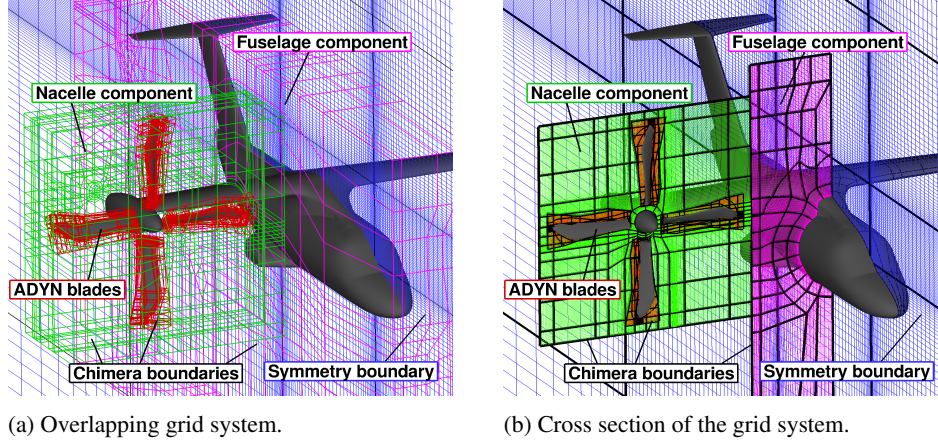 Fuselage component
Nacelle component
ADYN blades
Chimera boundaries
Symmetry boundary
(a) Overlapping grid system.
Fuselage component
Nacelle component
ADYN blades
Chimera boundaries
Symmetry boundary
(b) Cross section of the grid system.